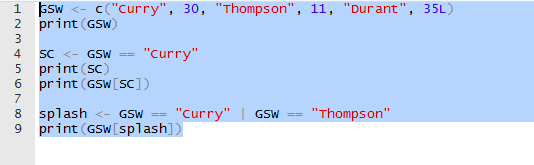 1 GSW <- c("Curry", 30, "Thompson", 11, "Durant", 35L)
2 print(GSW)
3
4 SC <- GSW == "Curry"
5 print(SC)
6 print(GSW[SC])
7
8 splash <- GSW == "Curry" | GSW == "Thompson"
9 print(GSW[splash])